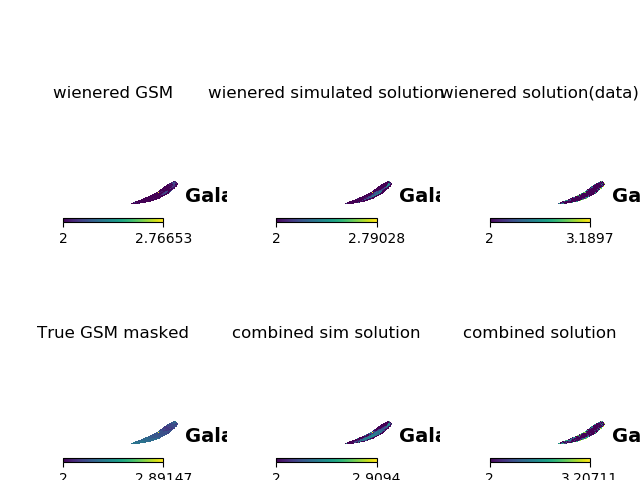 wienered GSM wienered simulated solution wienered solution(data)
Gala Gala Ga
2 2.76653 2 2.79028 2 3.1897
True GSM masked combined sim solution combined solution
Gala Gala Ga
2 2.89147 2 2.9094 2 3.20711